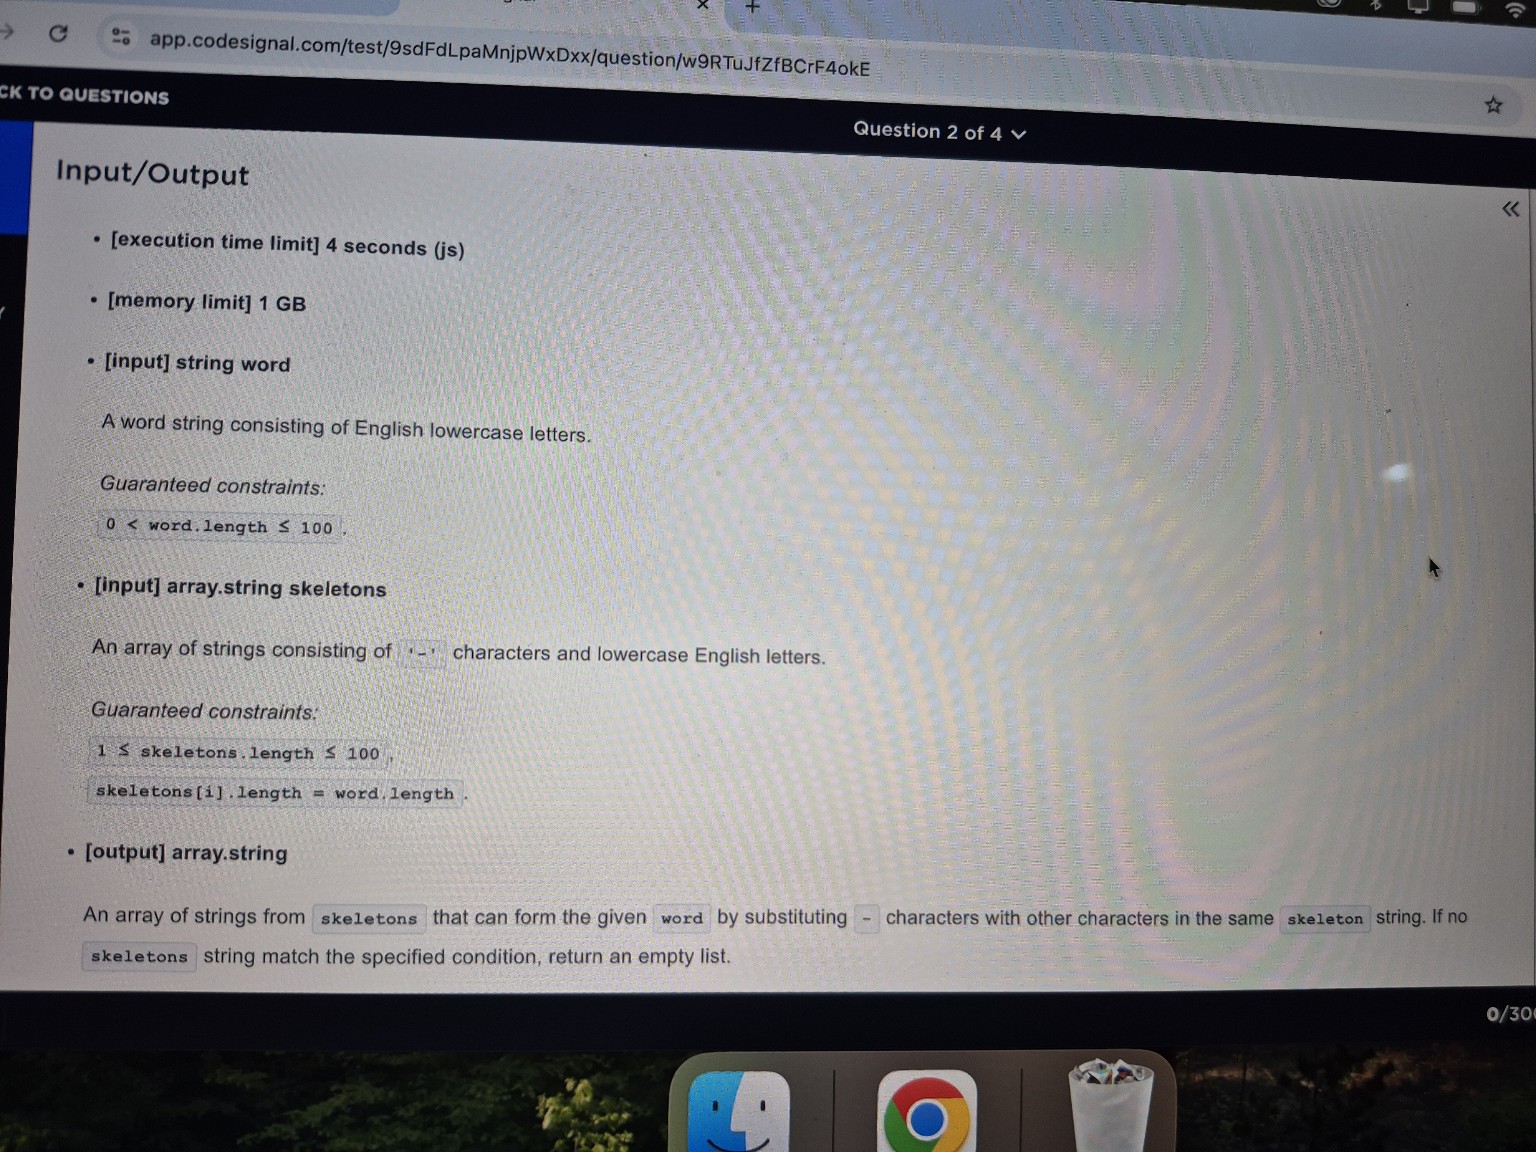 app.codesignal.com/test/9sdFdLpaMnjpWxDxx/question/w9RTuJfZfBCrF4okE
CK TO QUESTIONS
Question 2 of 4
Input/Output
• [execution time limit] 4 seconds (js)
• [memory limit] 1 GB
• [input] string word
A word string consisting of English lowercase letters.
Guaranteed constraints:
0 < word.length ≤ 100.
• [input] array.string skeletons
An array of strings consisting of '-' characters and lowercase English letters.
Guaranteed constraints:
1 ≤ skeletons.length ≤ 100,
skeletons[i].length = word.length.
• [output] array.string
An array of strings from skeletons that can form the given word by substituting - characters with other characters in the same skeleton string. If no
skeletons string match the specified condition, return an empty list.
0/300